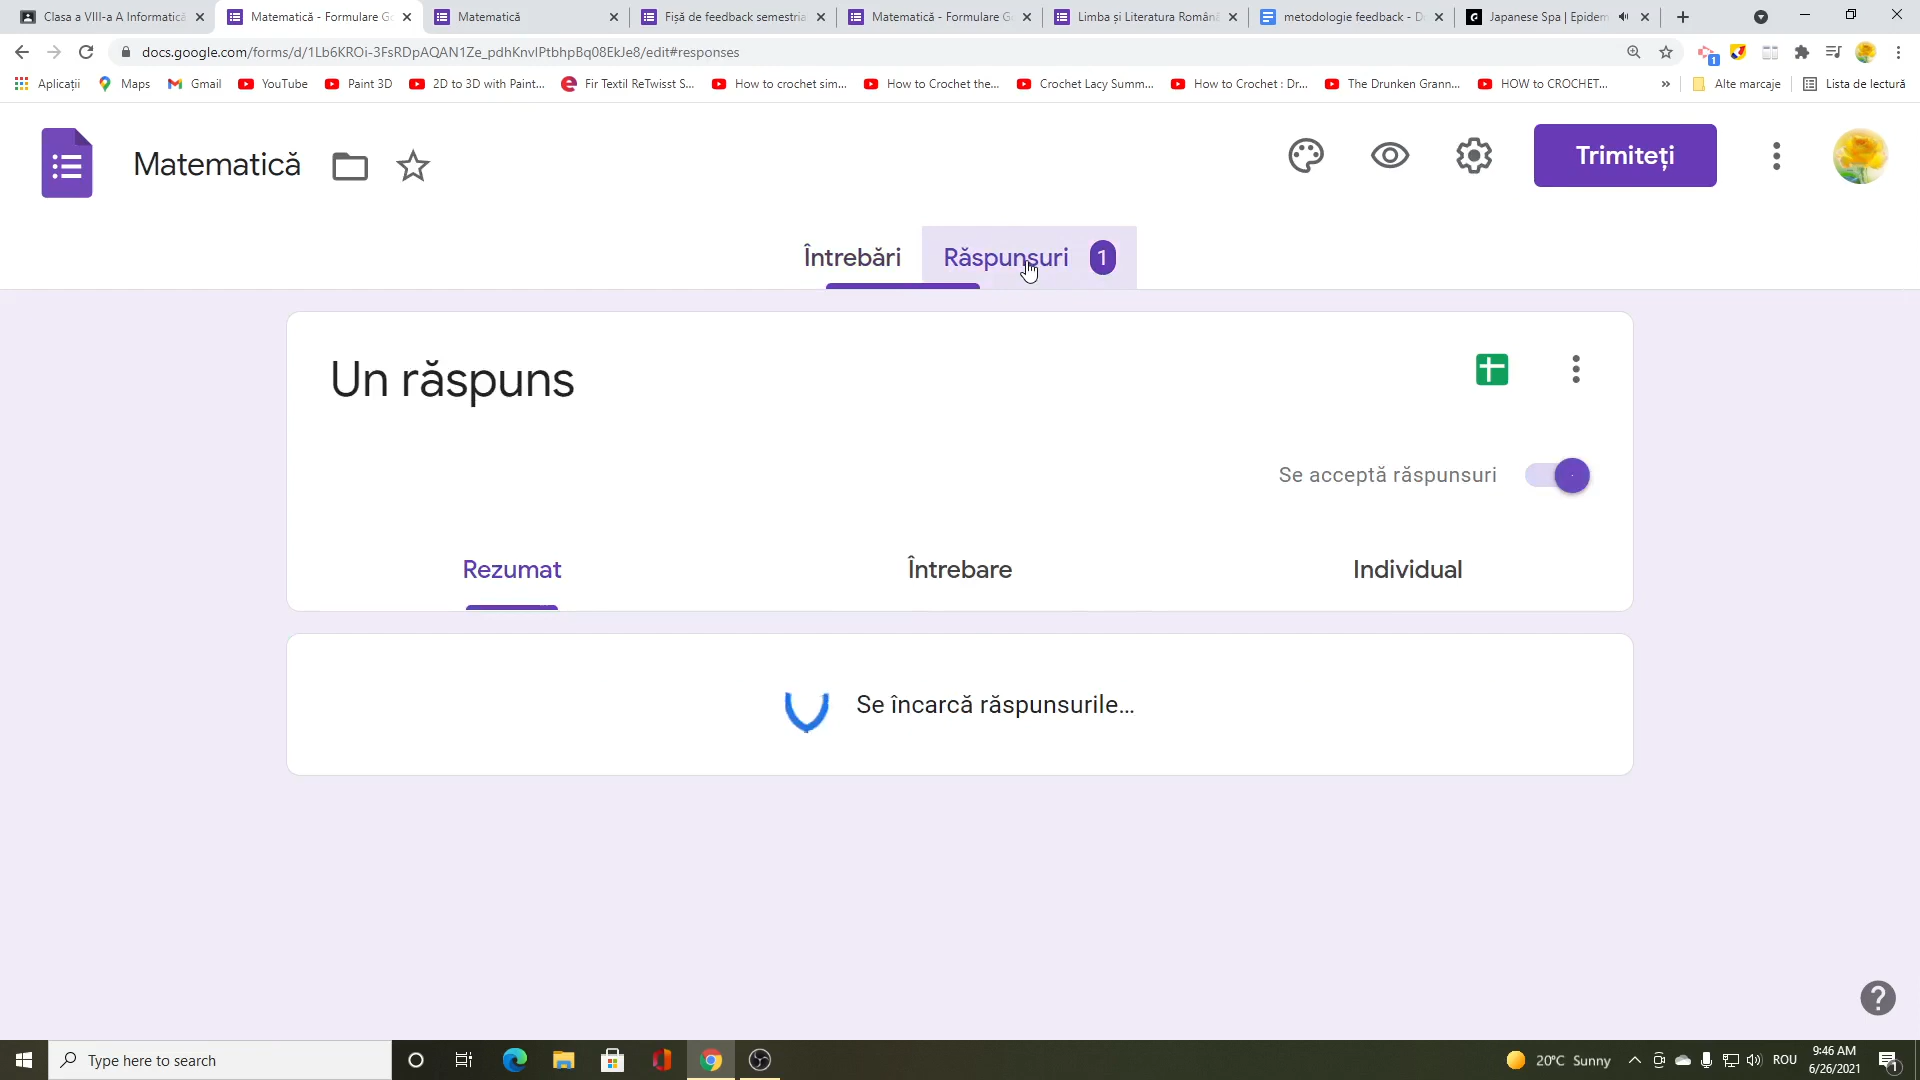 Clasa a VIII-a A Informatică
Matematică - Formulare Go
Matematică
Fișă de feedback semestria
Matematică - Formulare G
Limba și Literatura Română
metodologie feedback - D
Japanese Spa | Epidem
docs.google.com/forms/d/1Lb6KROi-3FsRDpAQAN1Ze_pdhKnvIPtbhpBq08EkJe8/edit#responses
1
Aplicații
Maps
Gmail
YouTube
Paint 3D
2D to 3D with Paint...
Fir Textil ReTwisst S...
How to crochet sim...
How to Crochet the...
Crochet Lacy Summ...
How to Crochet : Dr...
The Drunken Grann...
HOW to CROCHET...
»
Alte marcaje
Lista de lectură
Matematică
Trimiteți
Întrebări
Răspunsuri 1
Un răspuns
Se acceptă răspunsuri
Rezumat
Întrebare
Individual
Se încarcă răspunsurile...
Type here to search
20°C Sunny
ROU
9:46 AM
6/26/2021
1